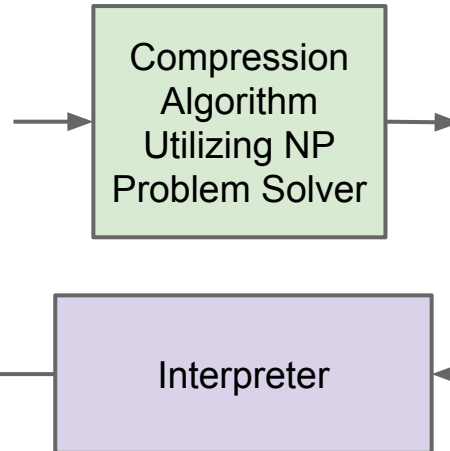 Compression
Algorithm
Utilizing NP
Problem Solver
Interpreter